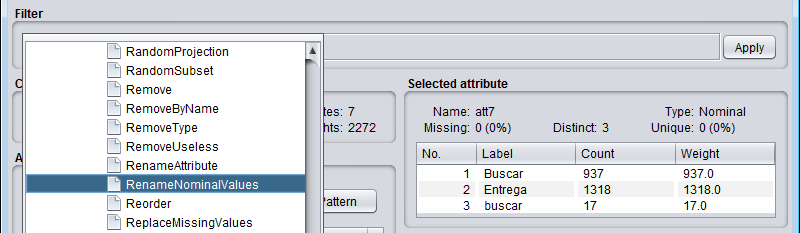 Filter
Apply
RandomProjection
RandomSubset
Remove
RemoveByName
RemoveType
RemoveUseless
RenameAttribute
RenameNominalValues
Reorder
ReplaceMissingValues
C
tes: 7
hts: 2272
A
Pattern
Selected attribute
Name: att7 Type: Nominal
Missing: 0 (0%) Distinct: 3 Unique: 0 (0%)
No. Label Count Weight
1 Buscar 937 937.0
2 Entrega 1318 1318.0
3 buscar 17 17.0